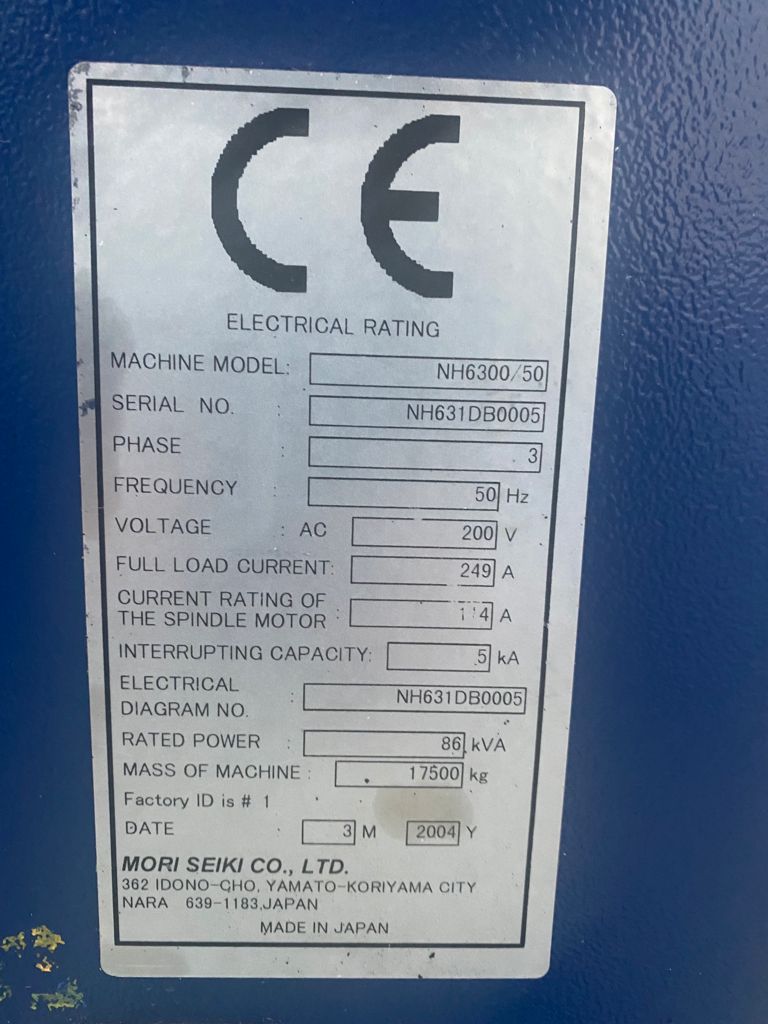 CE
ELECTRICAL RATING
MACHINE MODEL: NH6300/50
SERIAL NO. : NH631DB0005
PHASE : 3
FREQUENCY : 50 Hz
VOLTAGE : AC 200 V
FULL LOAD CURRENT: 249 A
CURRENT RATING OF
THE SPINDLE MOTOR : 114 A
INTERRUPTING CAPACITY: 5 kA
ELECTRICAL
DIAGRAM NO. : NH631DB0005
RATED POWER : 86 kVA
MASS OF MACHINE : 17500 kg
Factory ID is # 1
DATE : 3 M 2004 Y
MORI SEIKI CO., LTD.
362 IDONO-CHO, YAMATO-KORIYAMA CITY
NARA 639-1183,JAPAN
MADE IN JAPAN